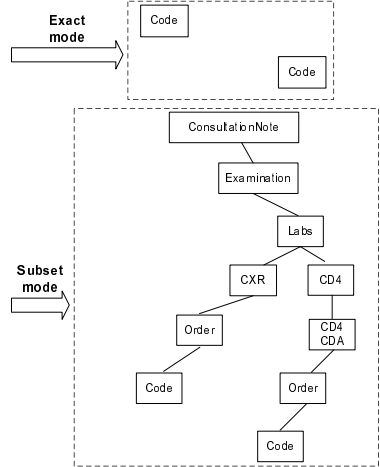 Exact
mode
Code
Code
ConsultationNote
Examination
Labs
Subset
mode
CXR
CD4
Order
CD4
CDA
Code
Order
Code